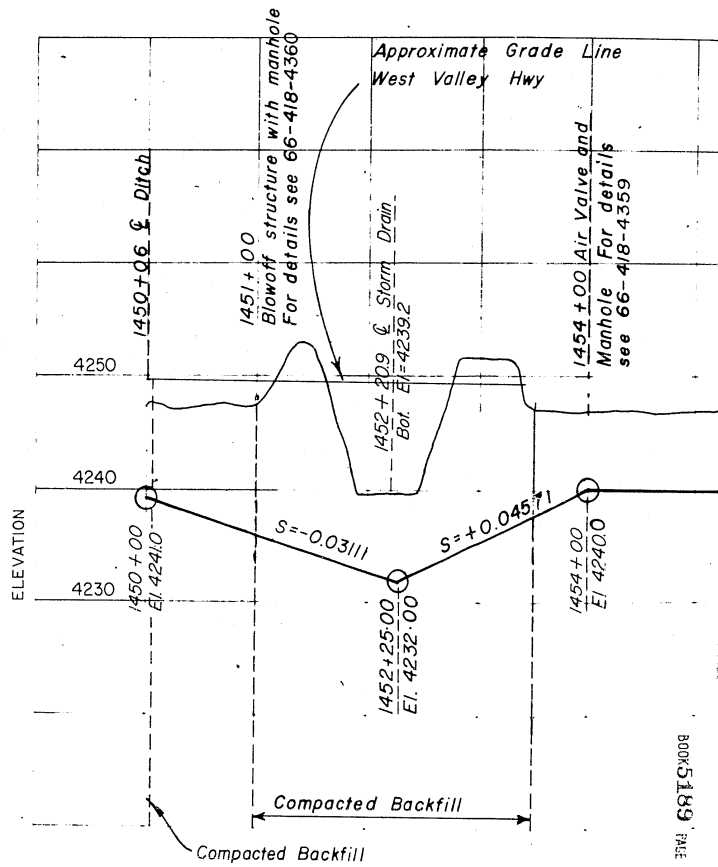 Approximate Grade Line
West Valley Hwy
1450+06 ℄ Ditch
1451+00
Blowoff structure with manhole
For details see 66-418-4360
1452+20.9 ℄ Storm Drain
Bot. El=4239.2
1454+00 Air Valve and
Manhole For details
see 66-418-4359
4250
4240
4230
ELEVATION
S=-0.03111
S=+0.04571
1450+00
El. 4241.0
1452+25.00
El. 4232.00
1454+00
El 4240.0
Compacted Backfill
Compacted Backfill
BOOK 5189 PAGE